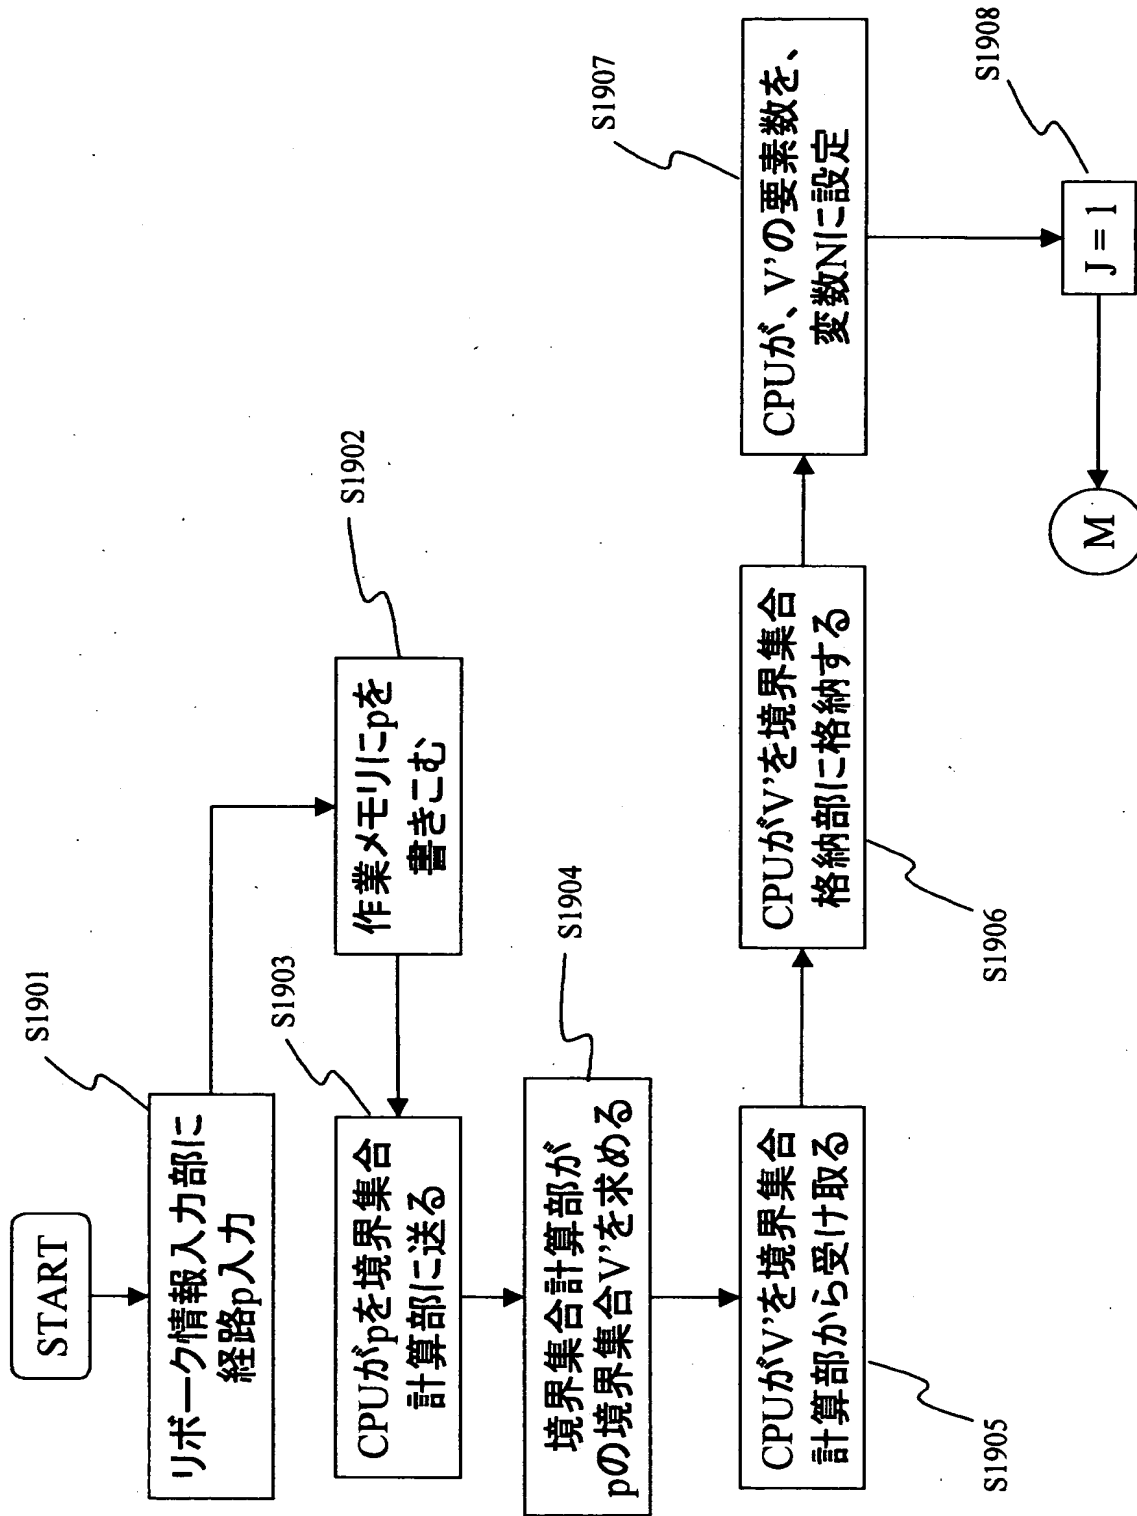 START
S1901
リボーク情報入力部に
経路p入力
S1902
作業メモリにpを
書きこむ
S1903
CPUがpを境界集合
計算部に送る
S1904
境界集合計算部が
pの境界集合V'を求める
CPUがV'を境界集合
計算部から受け取る
S1905
CPUがV'を境界集合
格納部に格納する
S1906
S1907
CPUが、V'の要素数を、
変数Nに設定
S1908
J = 1
M